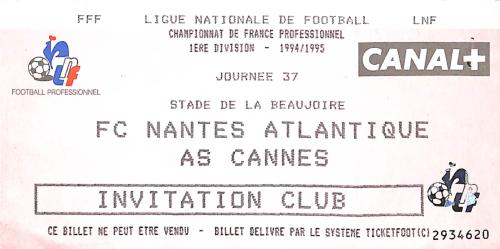 FFF LIGUE NATIONALE DE FOOTBALL LNF
CHAMPIONNAT DE FRANCE PROFESSIONNEL
1ERE DIVISION - 1994/1995
CANAL+
JOURNEE 37
FOOTBALL PROFESSIONNEL
STADE DE LA BEAUJOIRE
FC NANTES ATLANTIQUE
AS CANNES
INVITATION CLUB
CE BILLET NE PEUT ÊTRE VENDU - BILLET DELIVRE PAR LE SYSTEME TICKETFOOT(C) 2934620